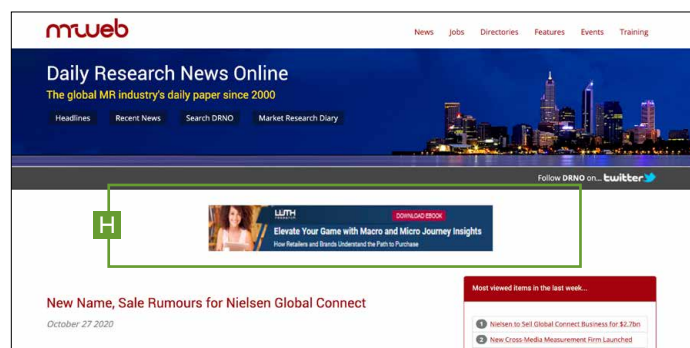 mrweb
News Jobs Directories Features Events Training
Daily Research News Online
The global MR industry's daily paper since 2000
Headlines Recent News Search DRNO Market Research Diary
Follow DRNO on... twitter
H
LUTH
DOWNLOAD EBOOK
Elevate Your Game with Macro and Micro Journey Insights
How Retailers and Brands Understand the Path to Purchase
Most viewed items in the last week...
New Name, Sale Rumours for Nielsen Global Connect
October 27 2020
1 Nielsen to Sell Global Connect Business for $2.7bn
2 New Cross-Media Measurement Firm Launched